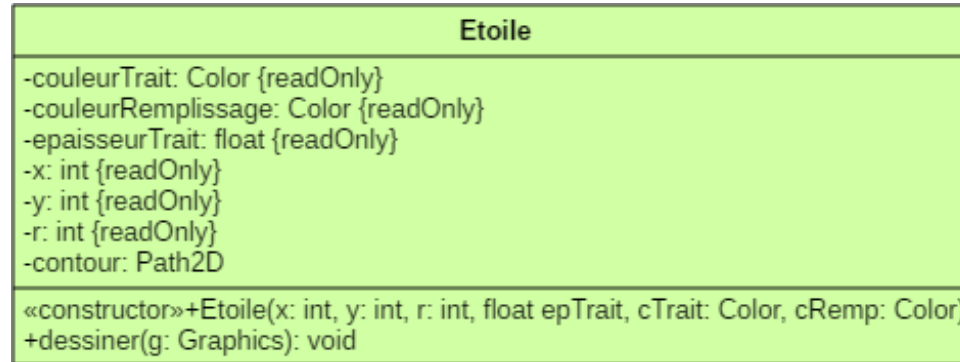 Etoile
-couleurTrait: Color {readOnly}
-couleurRemplissage: Color {readOnly}
-epaisseurTrait: float {readOnly}
-x: int {readOnly}
-y: int {readOnly}
-r: int {readOnly}
-contour: Path2D
«constructor»+Etoile(x: int, y: int, r: int, float epTrait, cTrait: Color, cRemp: Color)
+dessiner(g: Graphics): void